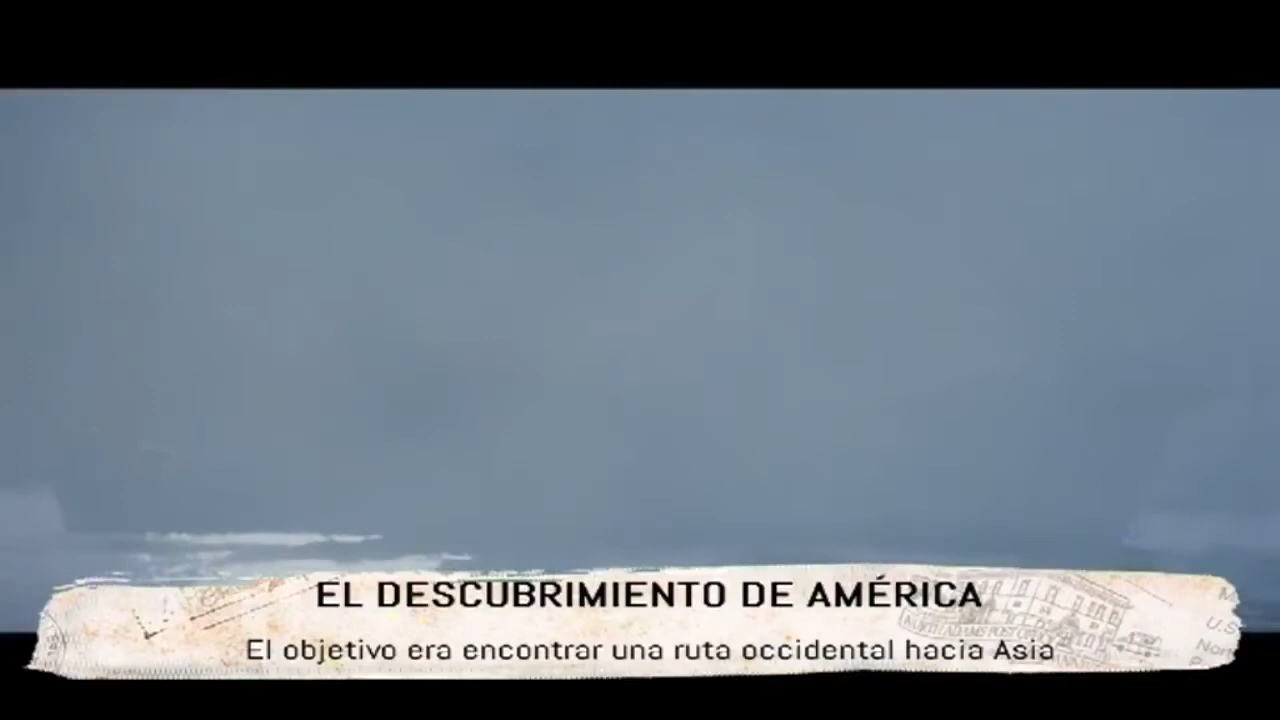 EL DESCUBRIMIENTO DE AMÉRICA
El objetivo era encontrar una ruta occidental hacia Asia